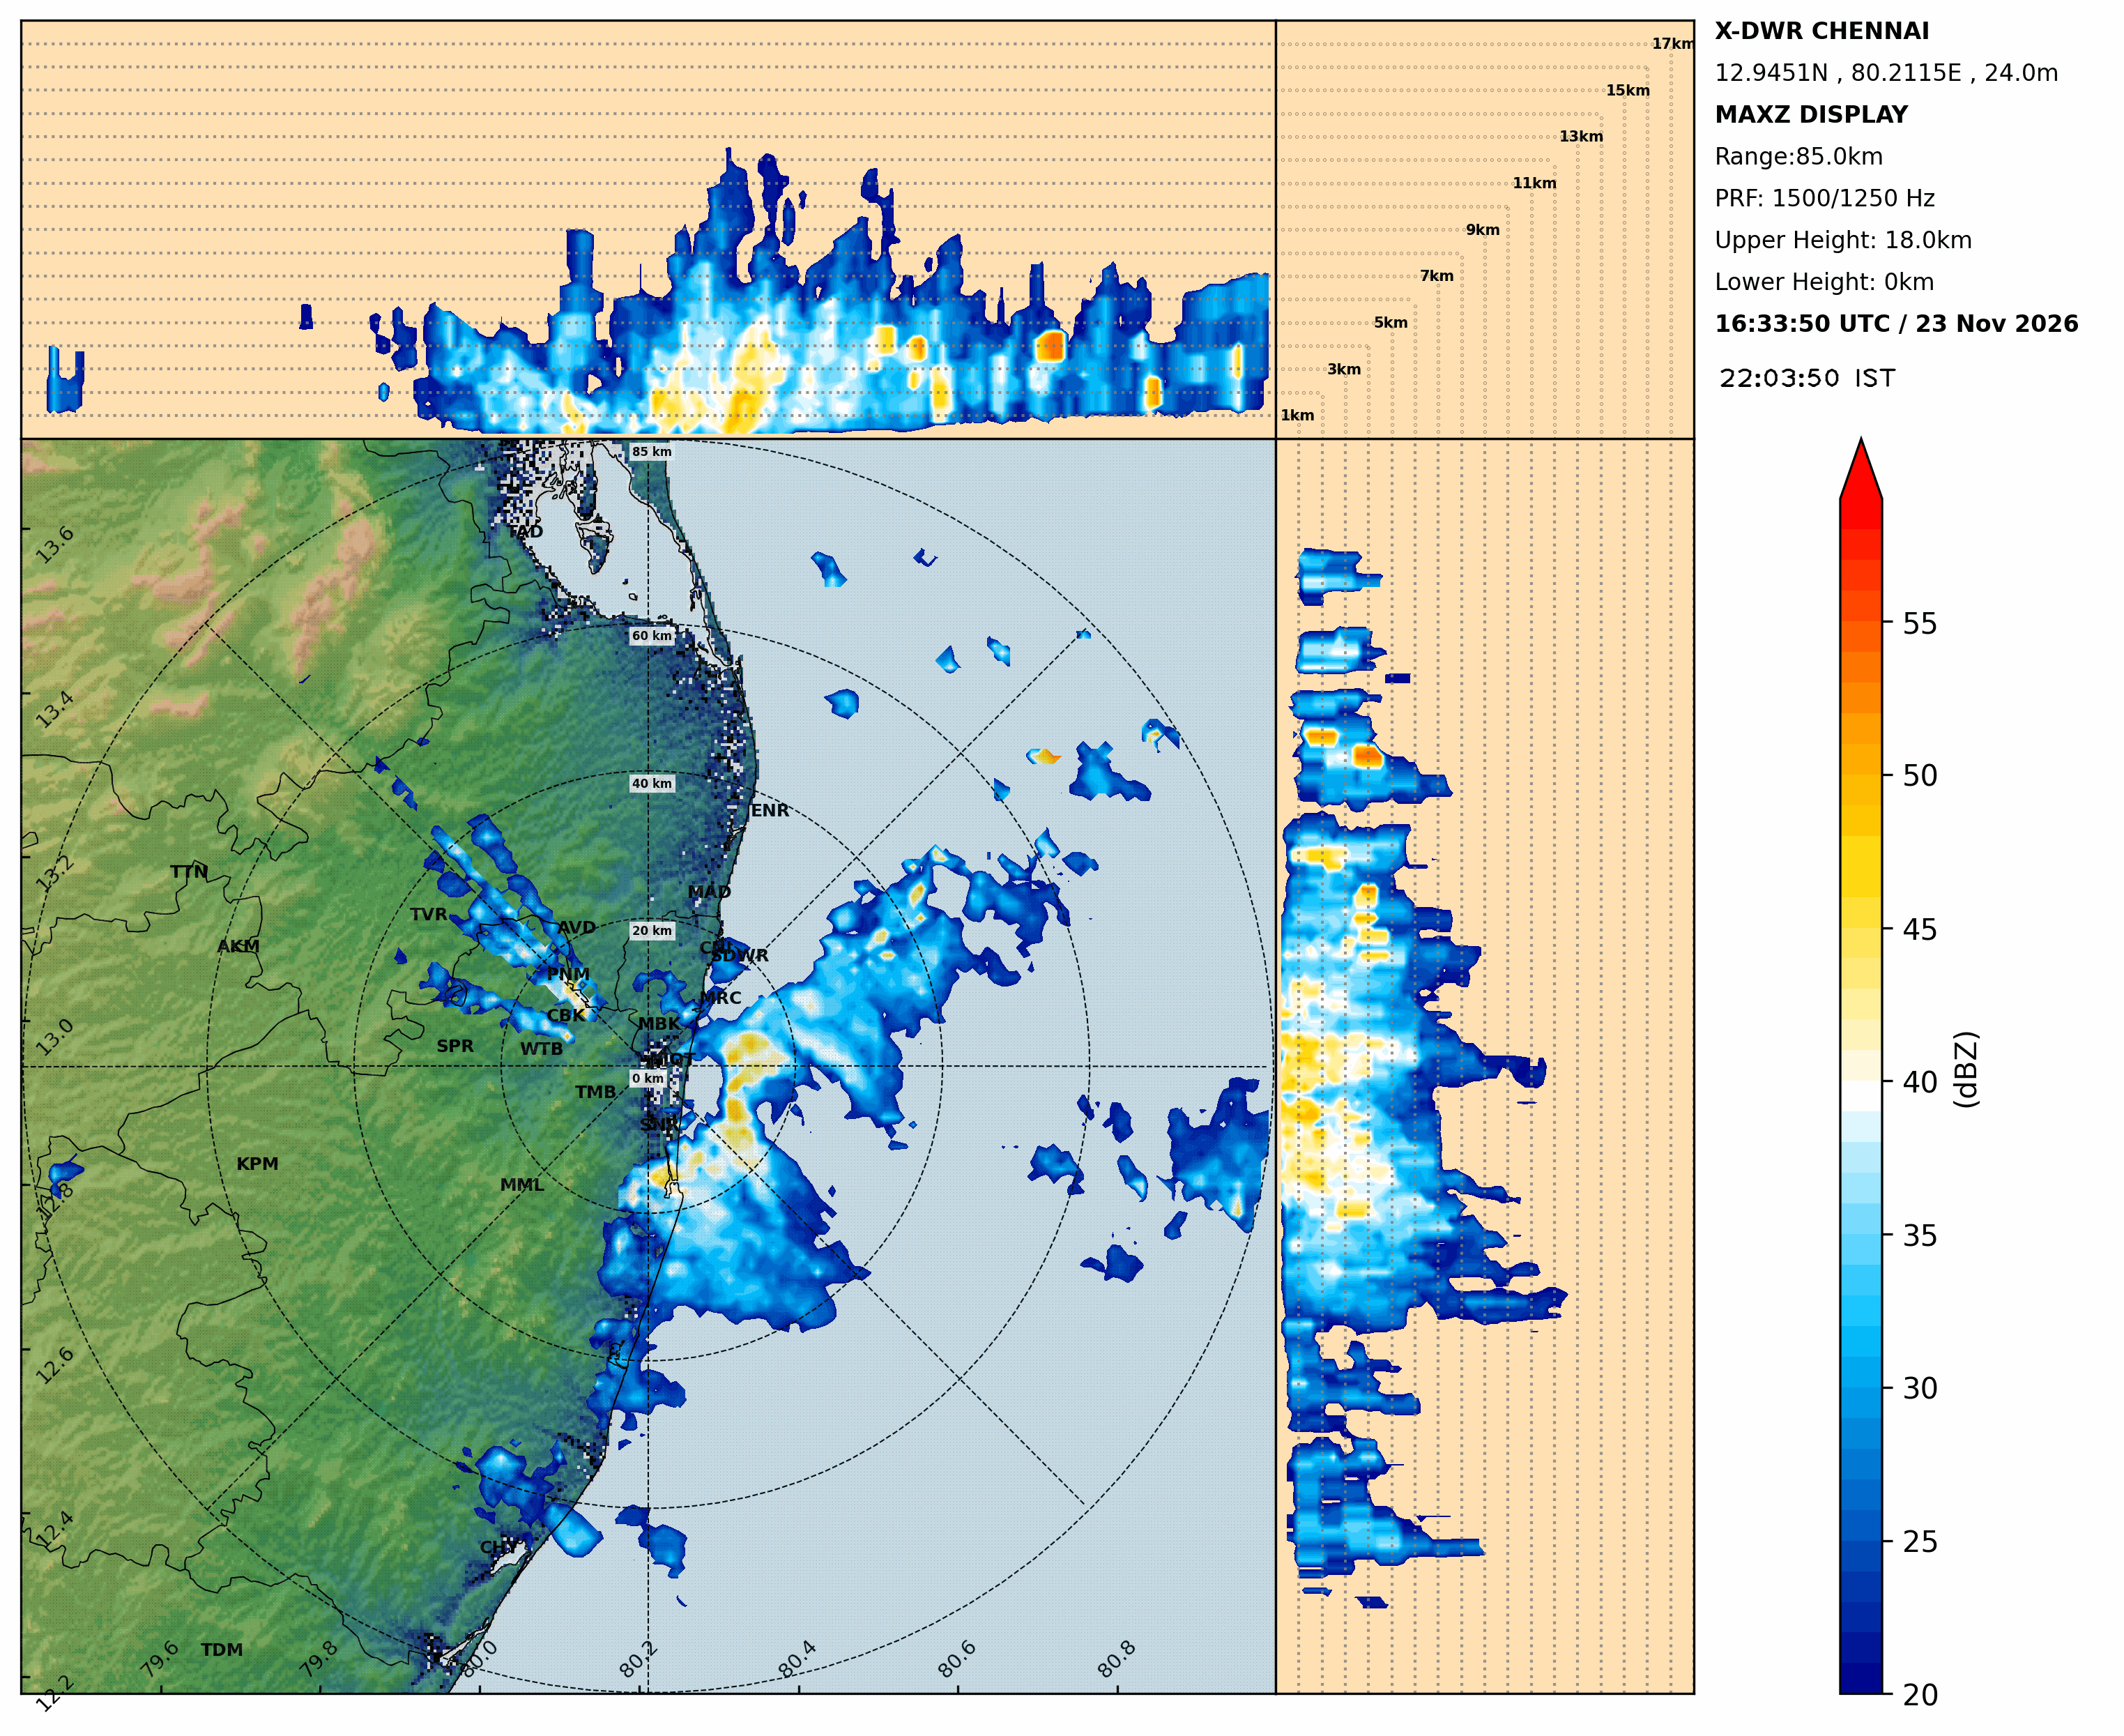 X-DWR CHENNAI
12.9451N , 80.2115E , 24.0m
MAXZ DISPLAY
Range:85.0km
PRF: 1500/1250 Hz
Upper Height: 18.0km
Lower Height: 0km
16:33:50 UTC / 23 Nov 2026
22:03:50 IST
17km
15km
13km
11km
9km
7km
5km
3km
1km
85 km
60 km
40 km
20 km
0 km
TAD
ENR
TTN
MAD
TVR
AVD
AKM
SDWR
PNM
MRC
CBK
MBK
SPR
WTB
TMB
SNR
KPM
MML
CHY
TDM
13.6
13.4
13.2
13.0
12.8
12.6
12.4
12.2
79.6
79.8
80.0
80.2
80.4
80.6
80.8
55
50
45
40
35
30
25
20
(dBZ)